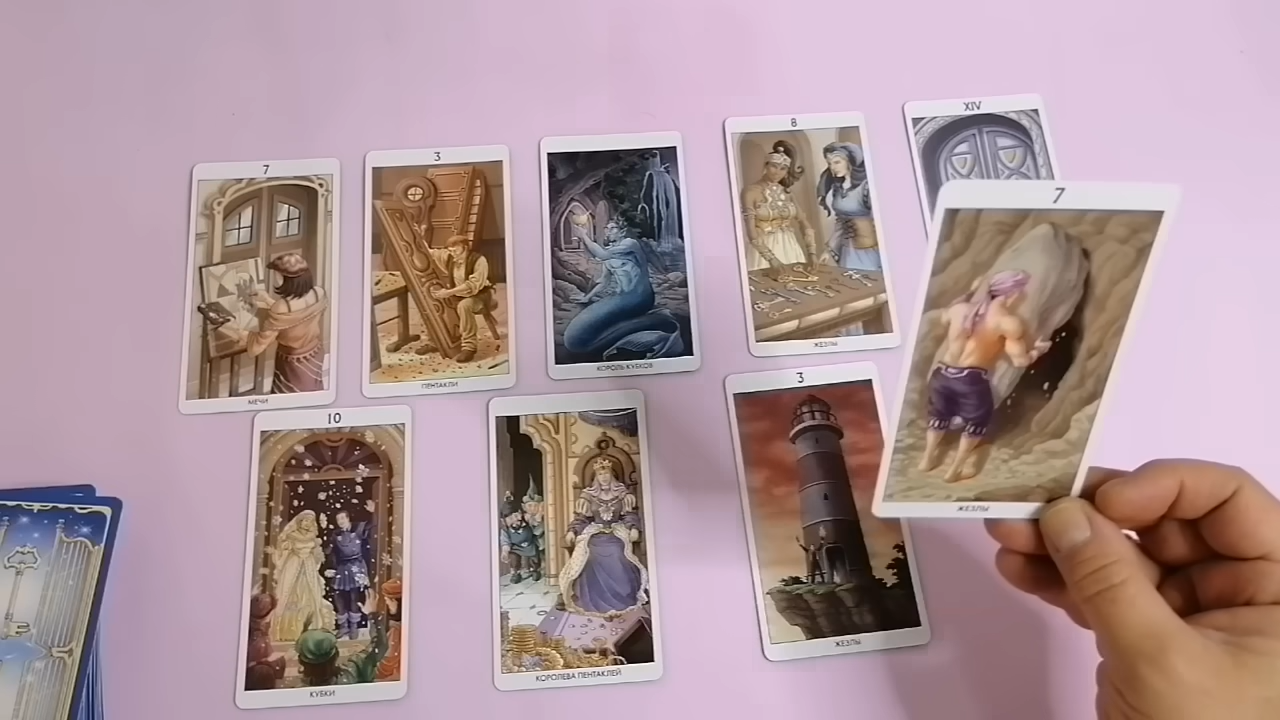 7
МЕЧИ
3
ПЕНТАКЛИ
КОРОЛЬ КУБКОВ
8
ЖЕЗЛЫ
XIV
7
ЖЕЗЛЫ
10
КУБКИ
КОРОЛЕВА ПЕНТАКЛЕЙ
3
ЖЕЗЛЫ